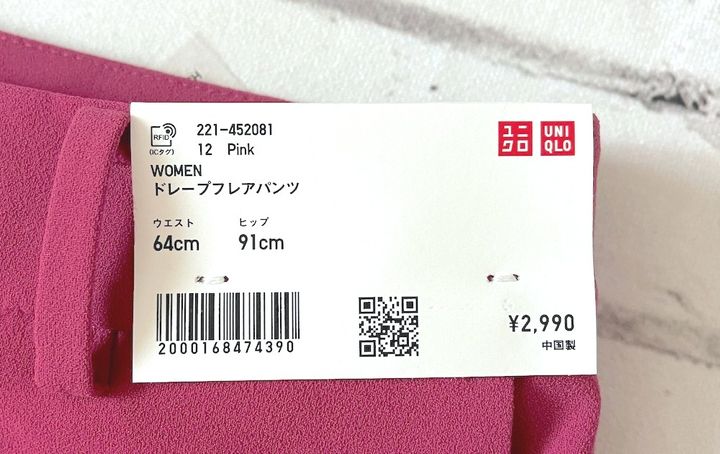 RFID
(ICタグ)
221-452081
12 Pink
WOMEN
ドレープフレアパンツ
ユニ
クロ
UNI
QLO
ウエスト ヒップ
64cm 91cm
2000168474390
¥2,990
中国製